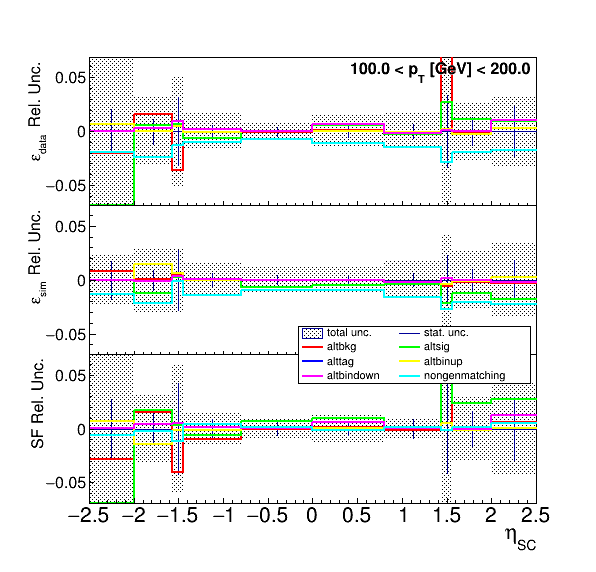 100.0 < p_T [GeV] < 200.0
ε_data Rel. Unc.
0.05
0
−0.05
ε_sim Rel. Unc.
0.05
0
−0.05
total unc. stat. unc.
altbkg altsig
alttag altbinup
altbindown nongenmatching
SF Rel. Unc.
0.05
0
−0.05
−2.5 −2 −1.5 −1 −0.5 0 0.5 1 1.5 2 2.5
η_SC